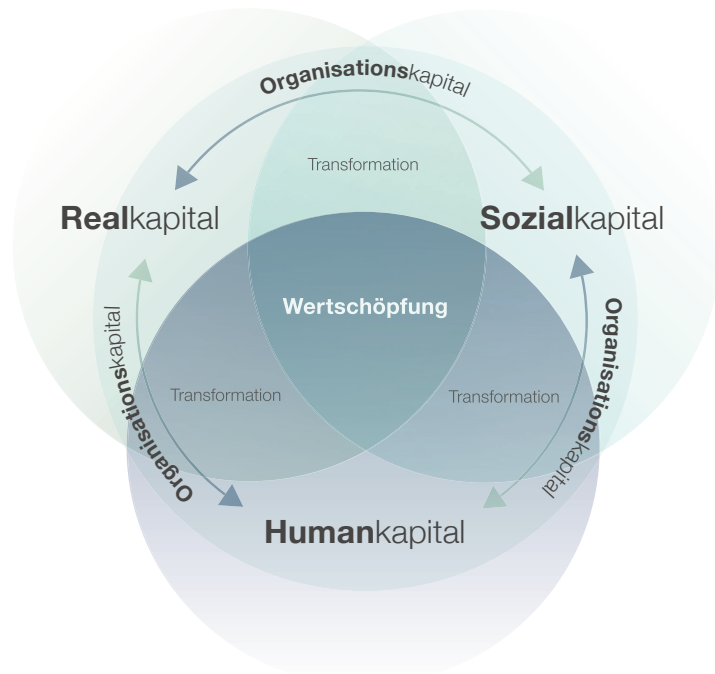 Organisationskapital
Transformation
Realkapital
Sozialkapital
Wertschöpfung
Organisationskapital
Organisationskapital
Transformation
Transformation
Humankapital